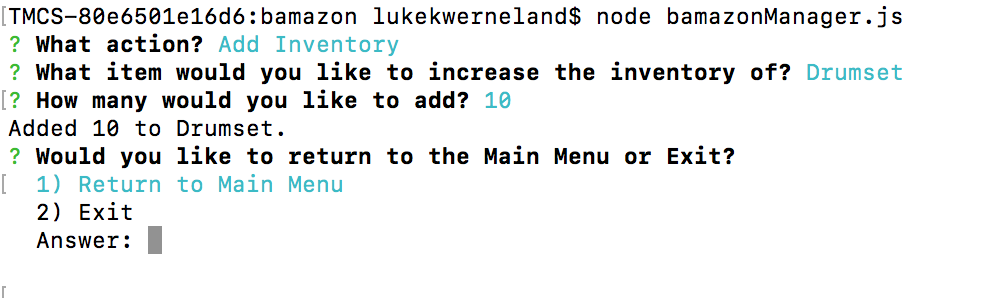 TMCS-80e6501e16d6:bamazon lukekwerneland$ node bamazonManager.js
? What action? Add Inventory
? What item would you like to increase the inventory of? Drumset
? How many would you like to add? 10
Added 10 to Drumset.
? Would you like to return to the Main Menu or Exit?
1) Return to Main Menu
2) Exit
Answer: